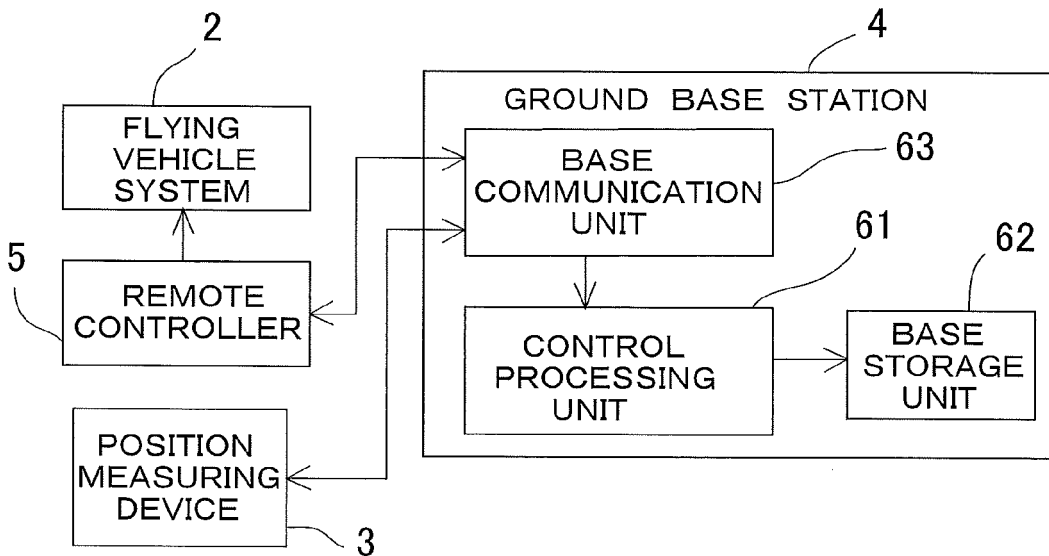 2
FLYING
VEHICLE
SYSTEM
5
REMOTE
CONTROLLER
POSITION
MEASURING
DEVICE
3
4
GROUND BASE STATION
BASE
COMMUNICATION
UNIT
63
61
CONTROL
PROCESSING
UNIT
62
BASE
STORAGE
UNIT